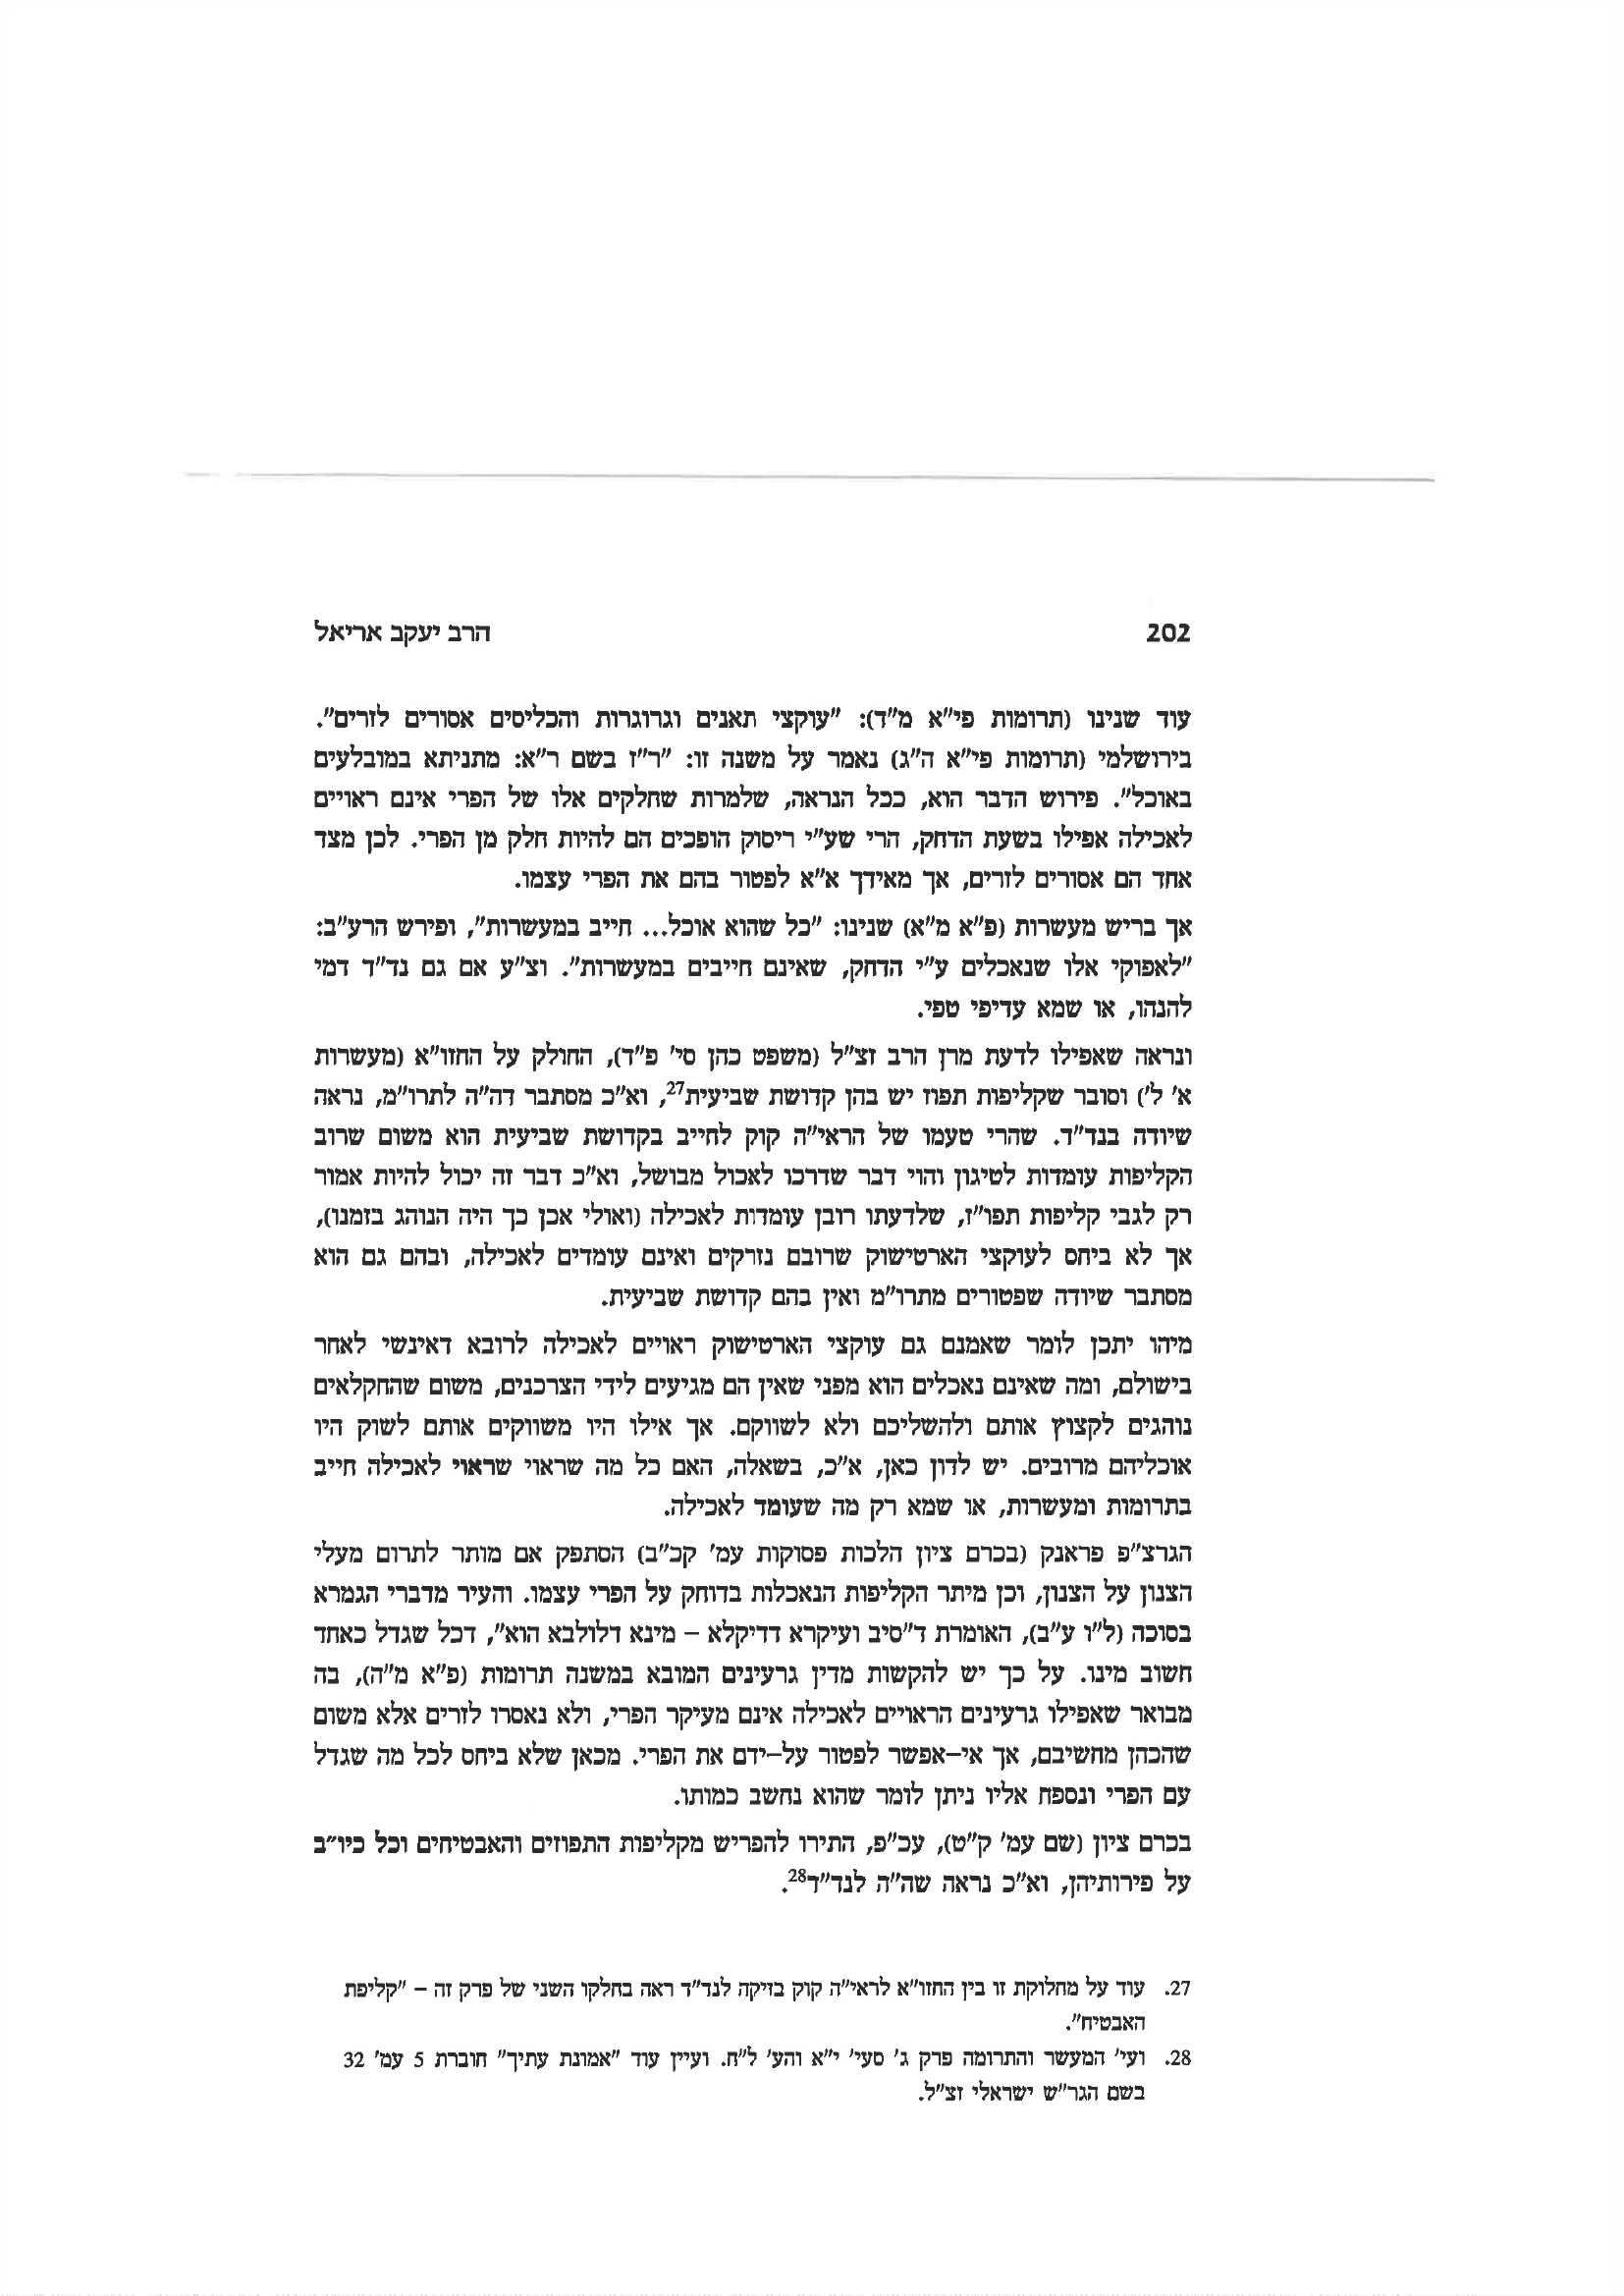 202 הרב יעקב אריאל
עוד שנינו (תרומות פי"א מ"ד): "עוקצי תאנים וגרוגרות והכליסים אסורים לזרים".
בירושלמי (תרומות פי"א ה"ג) נאמר על משנה זו: "ר"ז בשם ר"א: מתניתא במובלעים
באוכל". פירוש הדבר הוא, ככל הנראה, שלמרות שחלקים אלו של הפרי אינם ראויים
לאכילה אפילו בשעת הדחק, הרי שע"י ריסוק הופכים הם להיות חלק מן הפרי. לכן מצד
אחד הם אסורים לזרים, אך מאידך א"א לפטור בהם את הפרי עצמו.
אך בריש מעשרות (פ"א מ"א) שנינו: "כל שהוא אוכל... חייב במעשרות", ופירש הרע"ב:
"לאפוקי אלו שנאכלים ע"י הדחק, שאינם חייבים במעשרות". וצ"ע אם גם נד"ד דמי
להנהו, או שמא עדיפי טפי.
ונראה שאפילו לדעת מרן הרב זצ"ל (משפט כהן סי' פ"ד), החולק על החזו"א (מעשרות
א' ל') וסובר שקליפות תפוז יש בהן קדושת שביעית27, וא"כ מסתבר דה"ה לתרו"מ, נראה
שיודה בנד"ד. שהרי טעמו של הראי"ה קוק לחייב בקדושת שביעית הוא משום שרוב
הקליפות עומדות לטיגון והוי דבר שדרכו לאכול מבושל, וא"כ דבר זה יכול להיות אמור
רק לגבי קליפות תפו"ז, שלדעתו רובן עומדות לאכילה (ואולי אכן כך היה הנוהג בזמנו),
אך לא ביחס לעוקצי הארטישוק שרובם נזרקים ואינם עומדים לאכילה, ובהם גם הוא
מסתבר שיודה שפטורים מתרו"מ ואין בהם קדושת שביעית.
מיהו יתכן לומר שאמנם גם עוקצי הארטישוק ראויים לאכילה לרובא דאינשי לאחר
בישולם, ומה שאינם נאכלים הוא מפני שאין הם מגיעים לידי הצרכנים, משום שהחקלאים
נוהגים לקצוץ אותם ולהשליכם ולא לשווקם. אך אילו היו משווקים אותם לשוק היו
אוכליהם מרובים. יש לדון כאן, א"כ, בשאלה, האם כל מה שראוי שראוי לאכילה חייב
בתרומות ומעשרות, או שמא רק מה שעומד לאכילה.
הגרצ"פ פראנק (בכרם ציון הלכות פסוקות עמ' קכ"ב) הסתפק אם מותר לתרום מעלי
הצנון על הצנון, וכן מיתר הקליפות הנאכלות בדוחק על הפרי עצמו. והעיר מדברי הגמרא
בסוכה (ל"ו ע"ב), האומרת ד"סיב ועיקרא דדיקלא – מינא דלולבא הוא", דכל שגדל כאחד
חשוב מינו. על כך יש להקשות מדין גרעינים המובא במשנה תרומות (פ"א מ"ה), בה
מבואר שאפילו גרעינים הראויים לאכילה אינם מעיקר הפרי, ולא נאסרו לזרים אלא משום
שהכהן מחשיבם, אך אי–אפשר לפטור על–ידם את הפרי. מכאן שלא ביחס לכל מה שגדל
עם הפרי ונספח אליו ניתן לומר שהוא נחשב כמותו.
בכרם ציון (שם עמ' ק"ט), עכ"פ, התירו להפריש מקליפות התפוזים והאבטיחים וכל כיו"ב
על פירותיהן, וא"כ נראה שה"ה לנד"ד28.
27. עוד על מחלוקת זו בין החזו"א לראי"ה קוק בזיקה לנד"ד ראה בחלקו השני של פרק זה – "קליפת
האבטיח".
28. ועי' המעשר והתרומה פרק ג' סעי' י"א והע' ל"ח. ועיין עוד "אמונת עתיך" חוברת 5 עמ' 32
בשם הגר"ש ישראלי זצ"ל.